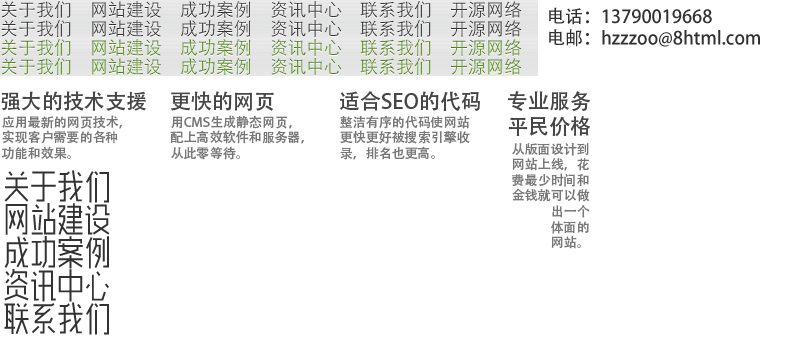 关于我们 网站建设 成功案例 资讯中心 联系我们 开源网络
关于我们 网站建设 成功案例 资讯中心 联系我们 开源网络
关于我们 网站建设 成功案例 资讯中心 联系我们 开源网络
关于我们 网站建设 成功案例 资讯中心 联系我们 开源网络
电话：13790019668
电邮：hzzzoo@8html.com
强大的技术支援
应用最新的网页技术，
实现客户需要的各种
功能和效果。
更快的网页
用CMS生成静态网页，
配上高效软件和服务器，
从此零等待。
适合SEO的代码
整洁有序的代码使网站
更快更好被搜索引擎收
录，排名也更高。
专业服务
平民价格
从版面设计到
网站上线，花
费最少时间和
金钱就可以做
出一个
体面的
网站。
关于我们
网站建设
成功案例
资讯中心
联系我们